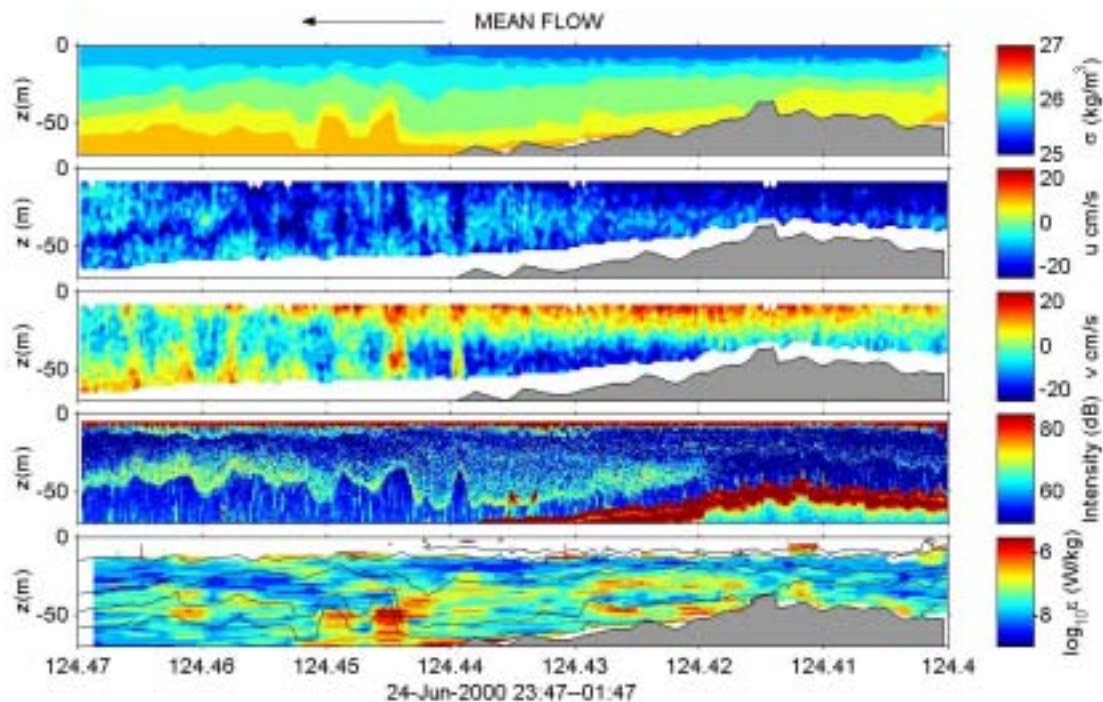 MEAN FLOW
0
-50
z(m)
27
26
25
σ (kg/m³)
0
-50
z (m)
20
0
-20
u cm/s
0
-50
z(m)
20
0
-20
v cm/s
0
-50
z(m)
80
60
Intensity (dB)
0
-50
z(m)
-6
-8
log₁₀ε (W/kg)
124.47 124.46 124.45 124.44 124.43 124.42 124.41 124.4
24-Jun-2000 23:47--01:47